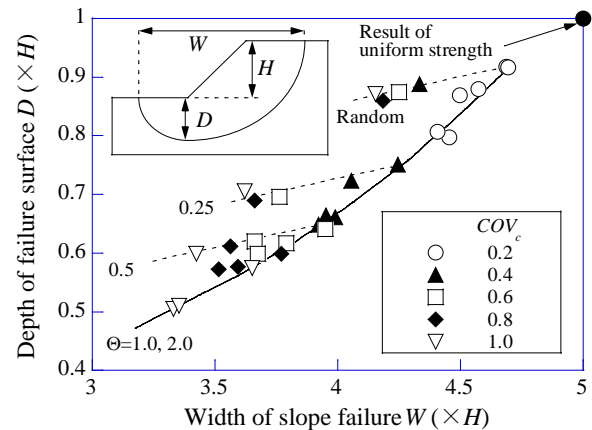 1
0.9
0.8
0.7
0.6
0.5
0.4
Depth of failure surface D (×H)
W
H
D
Result of
uniform strength
Random
0.25
0.5
Θ=1.0, 2.0
COVc
0.2
0.4
0.6
0.8
1.0
3
3.5
4
4.5
5
Width of slope failure W (×H)